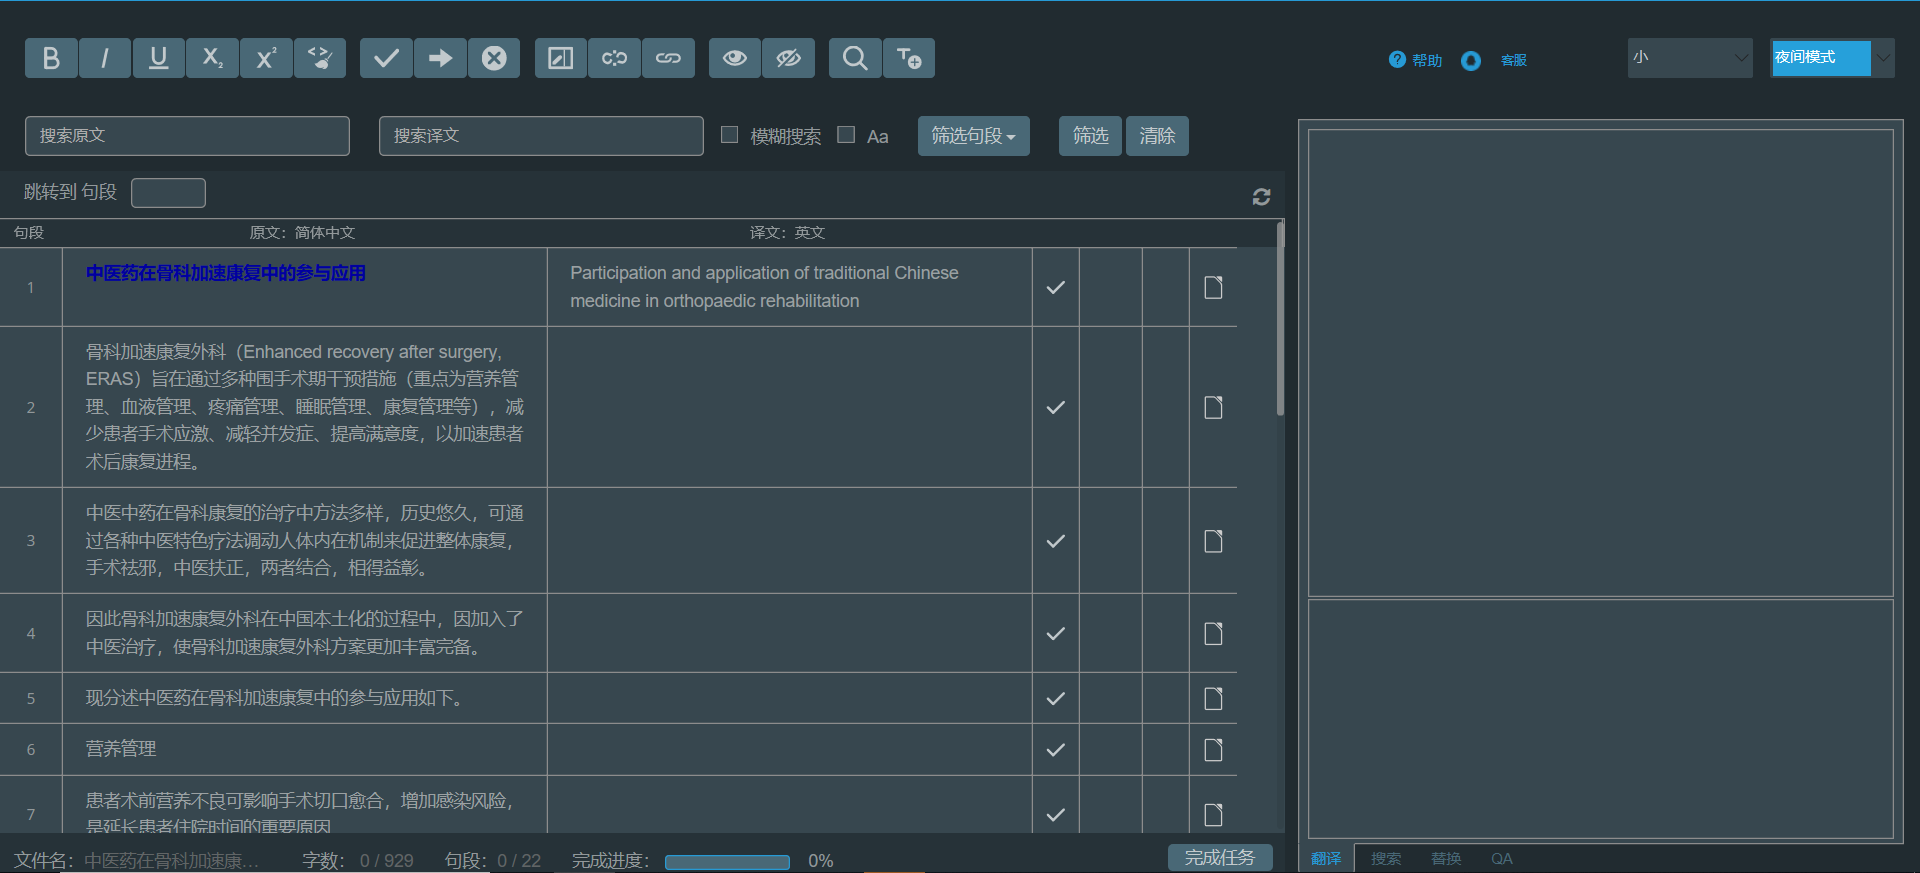 B I U X₂ X²
帮助 客服 小 夜间模式
搜索原文 搜索译文 模糊搜索 Aa 筛选句段 筛选 清除
跳转到 句段
句段 原文：简体中文 译文：英文
1 中医药在骨科加速康复中的参与应用
Participation and application of traditional Chinese
medicine in orthopaedic rehabilitation
2 骨科加速康复外科（Enhanced recovery after surgery,
ERAS）旨在通过多种围手术期干预措施（重点为营养管
理、血液管理、疼痛管理、睡眠管理、康复管理等），减
少患者手术应激、减轻并发症、提高满意度，以加速患者
术后康复进程。
3 中医中药在骨科康复的治疗中方法多样，历史悠久，可通
过各种中医特色疗法调动人体内在机制来促进整体康复，
手术祛邪，中医扶正，两者结合，相得益彰。
4 因此骨科加速康复外科在中国本土化的过程中，因加入了
中医治疗，使骨科加速康复外科方案更加丰富完备。
5 现分述中医药在骨科加速康复中的参与应用如下。
6 营养管理
7 患者术前营养不良可影响手术切口愈合，增加感染风险，
是延长患者住院时间的重要原因
文件名： 中医药在骨科加速康... 字数： 0 / 929 句段： 0 / 22 完成进度： 0% 完成任务
翻译 搜索 替换 QA